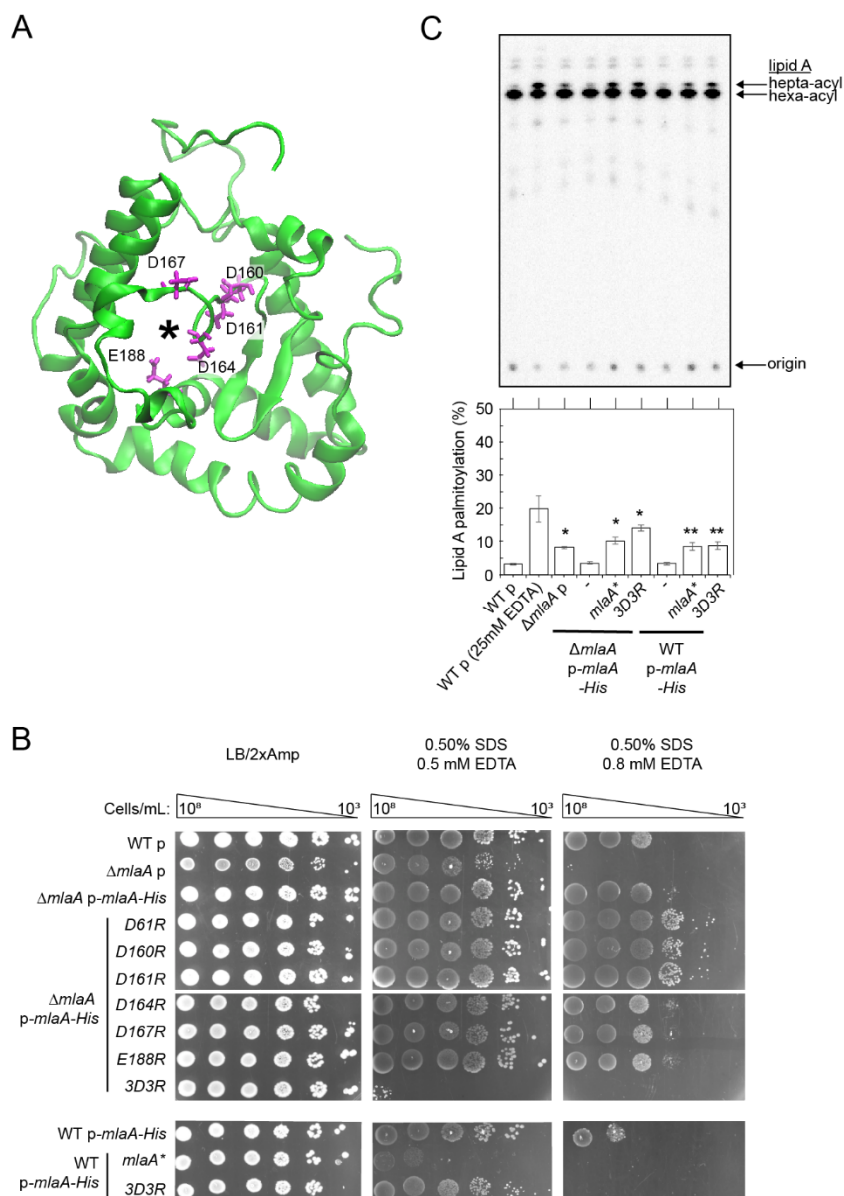 A
D167
D160
*
D161
E188
D164
C
lipid A
hepta-acyl
hexa-acyl
origin
50
40
30
20
10
0
Lipid A palmitoylation (%)
*
*
*
**
**
WT p
WT p (25mM EDTA)
ΔmlaA p
-
mlaA*
3D3R
-
mlaA*
3D3R
ΔmlaA
p-mlaA
-His
WT
p-mlaA
-His
B
LB/2xAmp
0.50% SDS
0.5 mM EDTA
0.50% SDS
0.8 mM EDTA
Cells/mL:
10⁸ 10³
10⁸ 10³
10⁸ 10³
WT p
ΔmlaA p
ΔmlaA p-mlaA-His
ΔmlaA
p-mlaA-His
D61R
D160R
D161R
D164R
D167R
E188R
3D3R
WT p-mlaA-His
WT
p-mlaA-His
mlaA*
3D3R